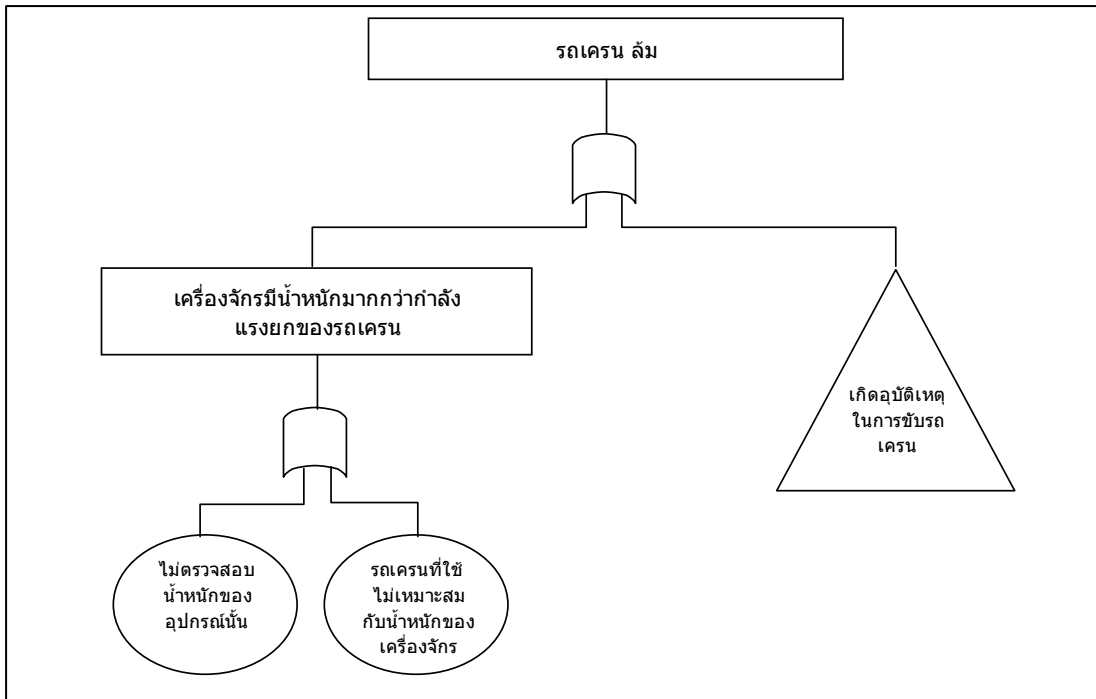 รถเครน ล้ม
เครื่องจักรมีน้ำหนักมากกว่ากำลัง
แรงยกของรถเครน
เกิดอุบัติเหตุ
ในการขับรถ
เครน
ไม่ตรวจสอบ
น้ำหนักของ
อุปกรณ์นั้น
รถเครนที่ใช้
ไม่เหมาะสม
กับน้ำหนักของ
เครื่องจักร